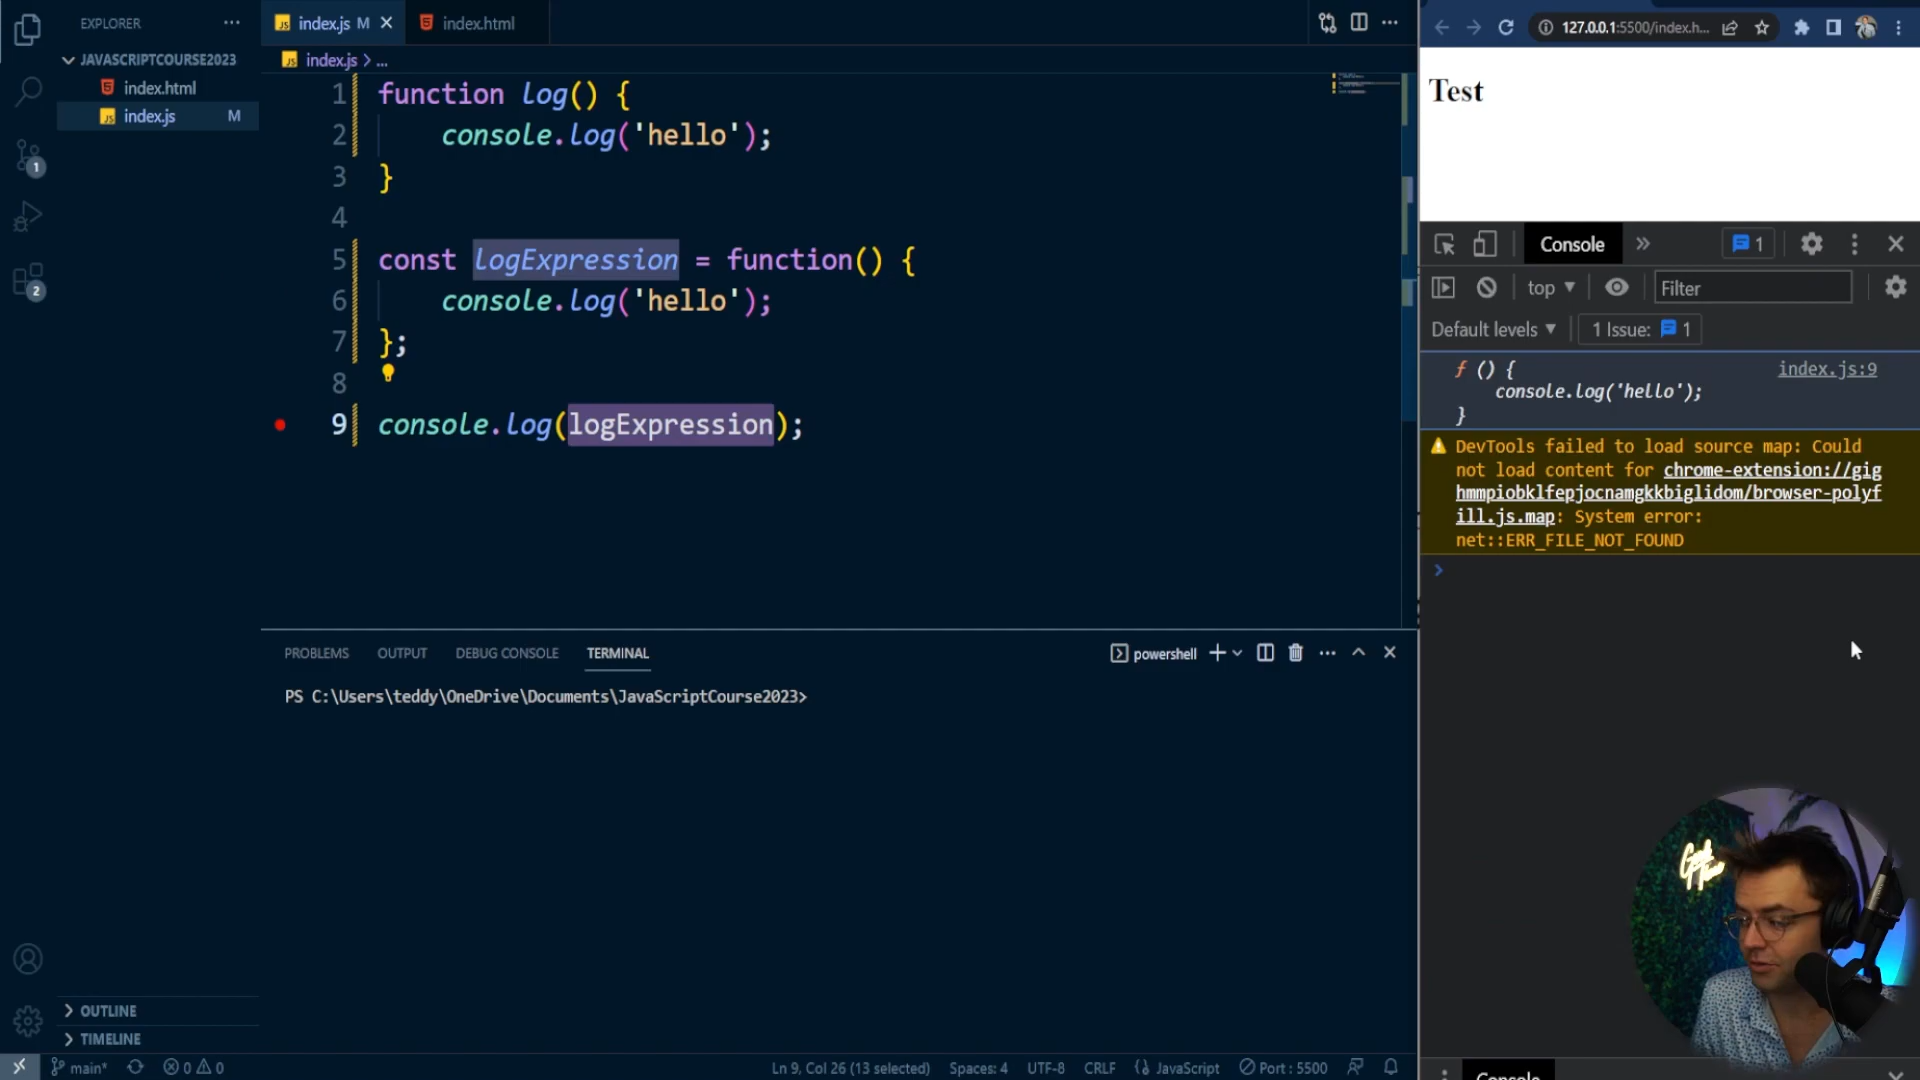 EXPLORER
JAVASCRIPTCOURSE2023
index.html
index.js M
1
2
OUTLINE
TIMELINE
index.js M
index.html
index.js > ...
1 function log() {
2 console.log('hello');
3 }
4
5 const logExpression = function() {
6 console.log('hello');
7 };
8
9 console.log(logExpression);
PROBLEMS OUTPUT DEBUG CONSOLE TERMINAL
powershell
PS C:\Users\teddy\OneDrive\Documents\JavaScriptCourse2023>
main* 0 0 Ln 9, Col 26 (13 selected) Spaces: 4 UTF-8 CRLF JavaScript Port : 5500
127.0.0.1:5500/index.h...
Test
Console 1
top Filter
Default levels 1 Issue: 1
f () { index.js:9
console.log('hello');
}
DevTools failed to load source map: Could
not load content for chrome-extension://gig
hmmpiobklfepjocnamgkkbiglidom/browser-polyf
ill.js.map: System error:
net::ERR_FILE_NOT_FOUND
Console